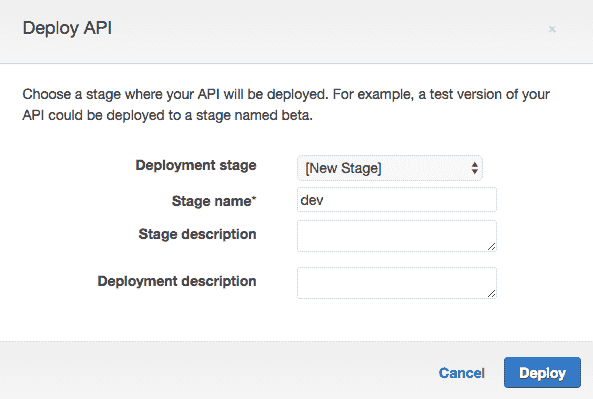 Deploy API
×
Choose a stage where your API will be deployed. For example, a test version of your
API could be deployed to a stage named beta.
Deployment stage [New Stage]
Stage name* dev
Stage description
Deployment description
Cancel Deploy